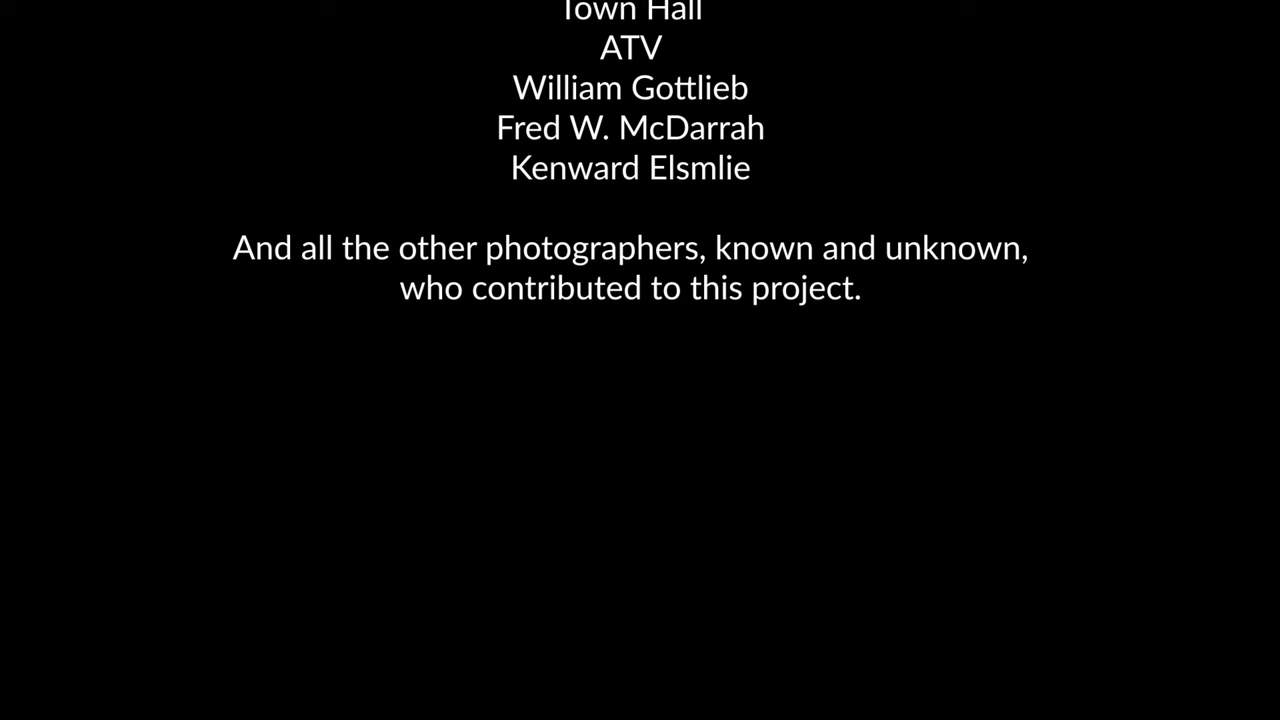 Town Hall
ATV
William Gottlieb
Fred W. McDarrah
Kenward Elsmlie
And all the other photographers, known and unknown,
who contributed to this project.